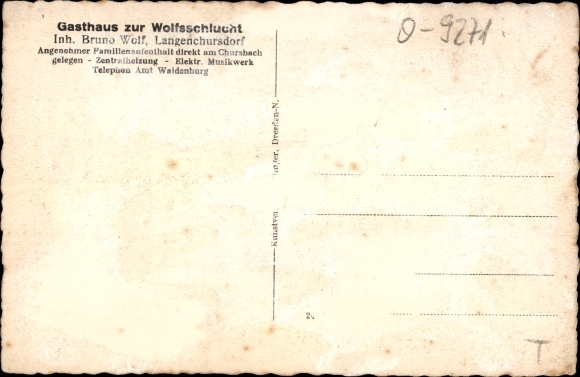 Gasthaus zur Wolfsschlucht
Inh. Bruno Wolf, Langenchursdorf
Angenehmer Familienaufenthalt direkt am Chursbach
gelegen - Zentralheizung - Elektr. Musikwerk
Telephon Amt Waldenburg
O-9271.
Dresden-N.
T